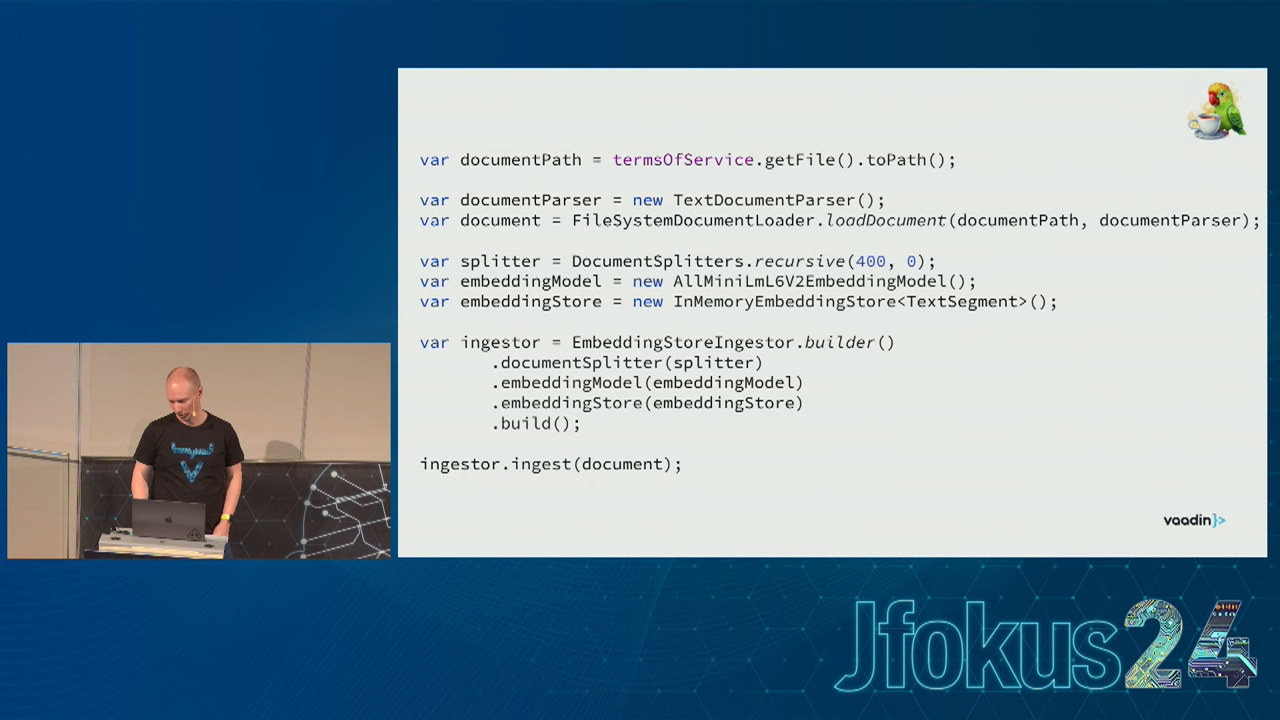 var documentPath = termsOfService.getFile().toPath();
var documentParser = new TextDocumentParser();
var document = FileSystemDocumentLoader.loadDocument(documentPath, documentParser);
var splitter = DocumentSplitters.recursive(400, 0);
var embeddingModel = new AllMiniLmL6V2EmbeddingModel();
var embeddingStore = new InMemoryEmbeddingStore<TextSegment>();
var ingestor = EmbeddingStoreIngestor.builder()
.documentSplitter(splitter)
.embeddingModel(embeddingModel)
.embeddingStore(embeddingStore)
.build();
ingestor.ingest(document);
vaadin}>
Jfokus24